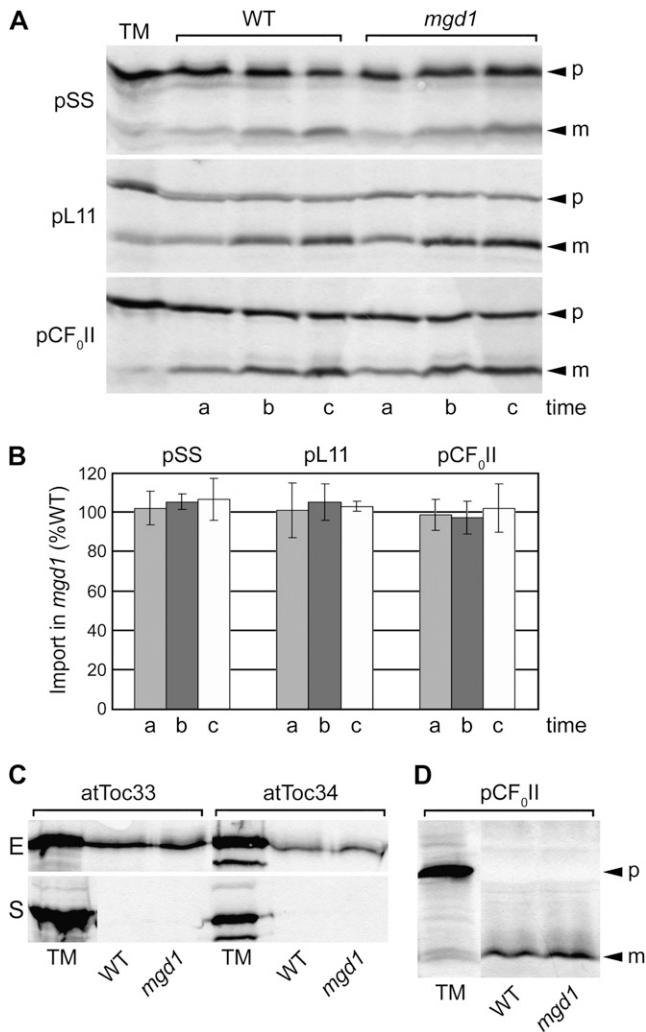 A
TM WT mgd1
pSS p
m
pL11 p
m
pCF₀II p
m
a b c a b c time
B
pSS pL11 pCF₀II
Import in mgd1 (%WT)
120
100
80
60
40
20
0
a b c a b c a b c time
C
atToc33 atToc34
E
S
TM WT mgd1 TM WT mgd1
D
pCF₀II
p
m
TM WT mgd1